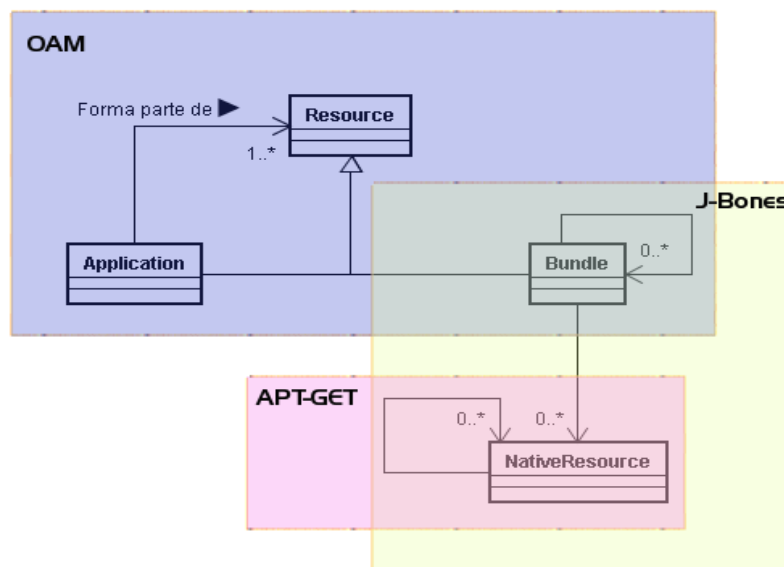 OAM
Forma parte de ▶
Resource
1..*
J-Bones
Application
Bundle
0..*
APT-GET
0..*
0..*
NativeResource